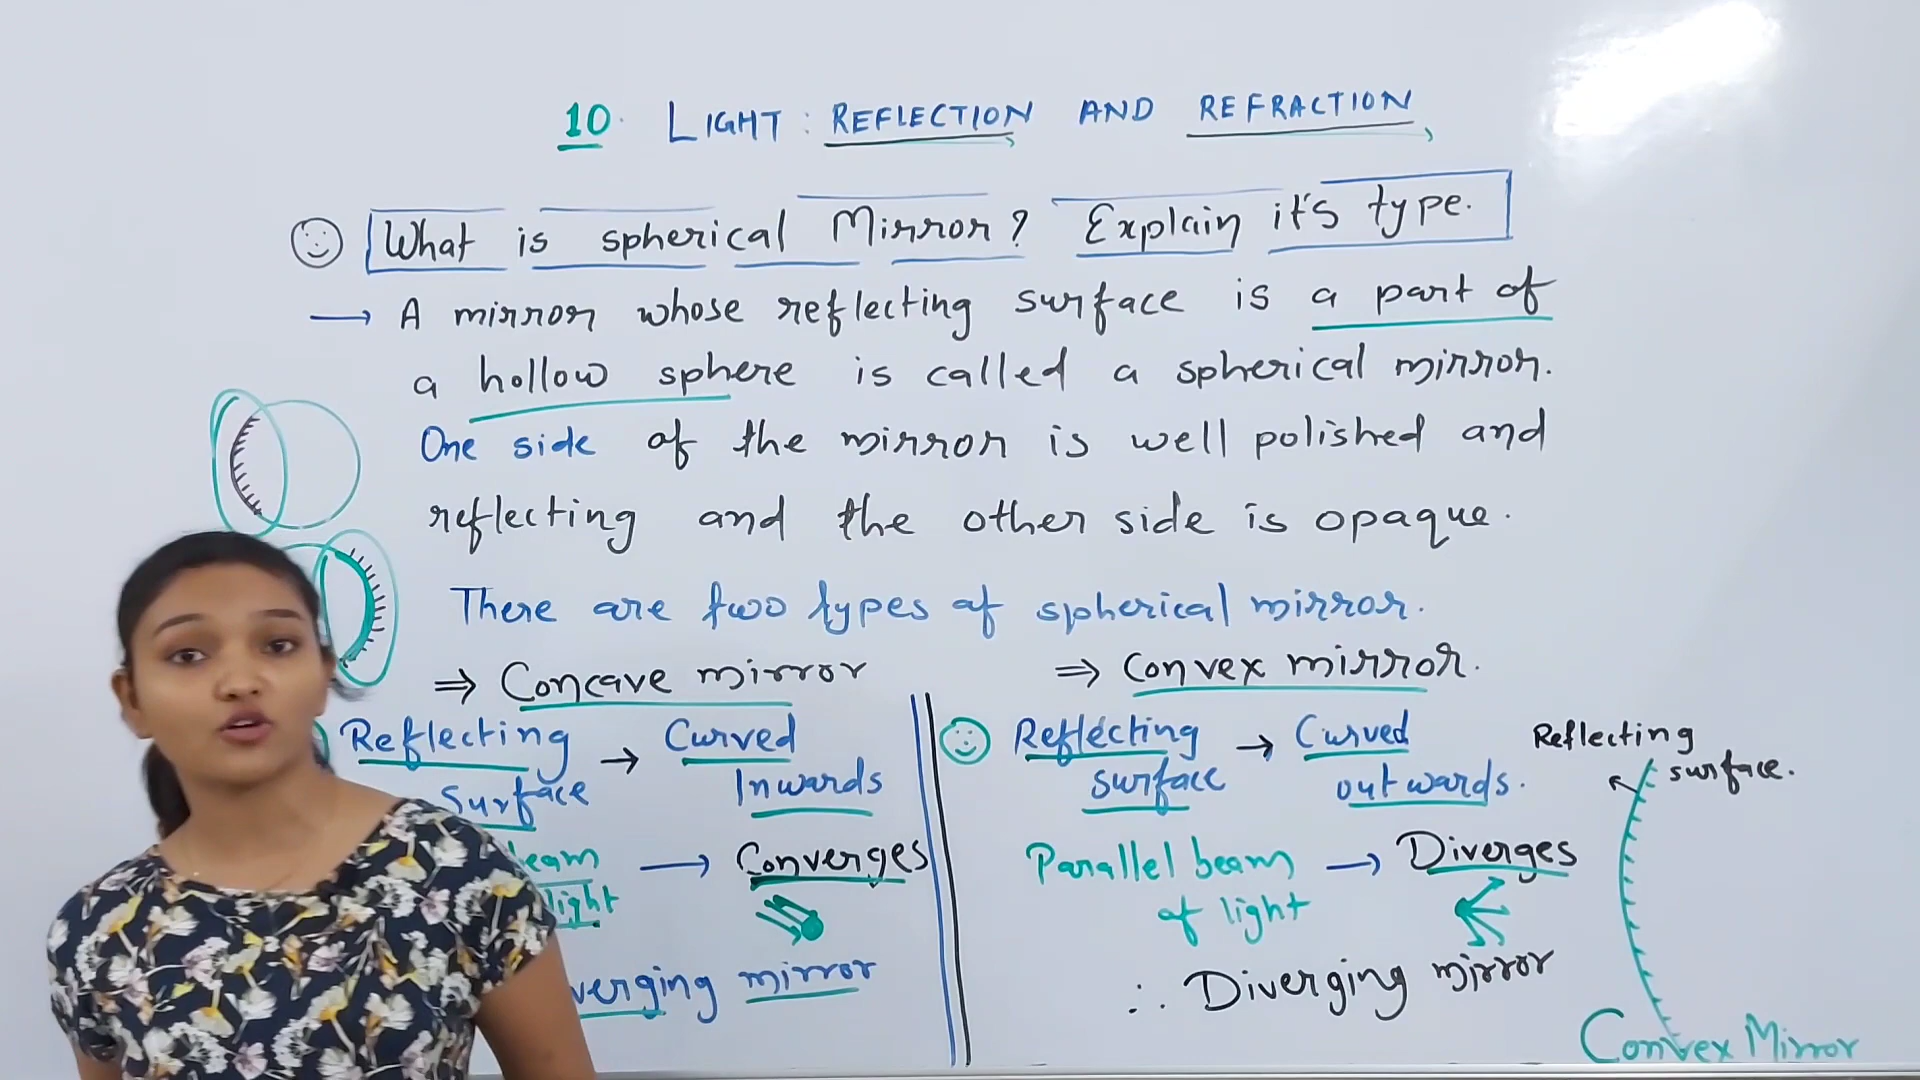 10. LIGHT: REFLECTION AND REFRACTION
What is spherical Mirror? Explain it's type.
→ A mirror whose reflecting surface is a part of
a hollow sphere is called a spherical mirror.
One side of the mirror is well polished and
reflecting and the other side is opaque.
There are two types of spherical mirror.
⇒ Concave mirror
Reflecting → Curved
Surface Inwards
light → Converges
mirror
⇒ Convex mirror.
Reflecting → Curved
surface outwards.
Parallel beam → Diverges
of light
∴ Diverging mirror
Reflecting
surface.
Convex Mirror